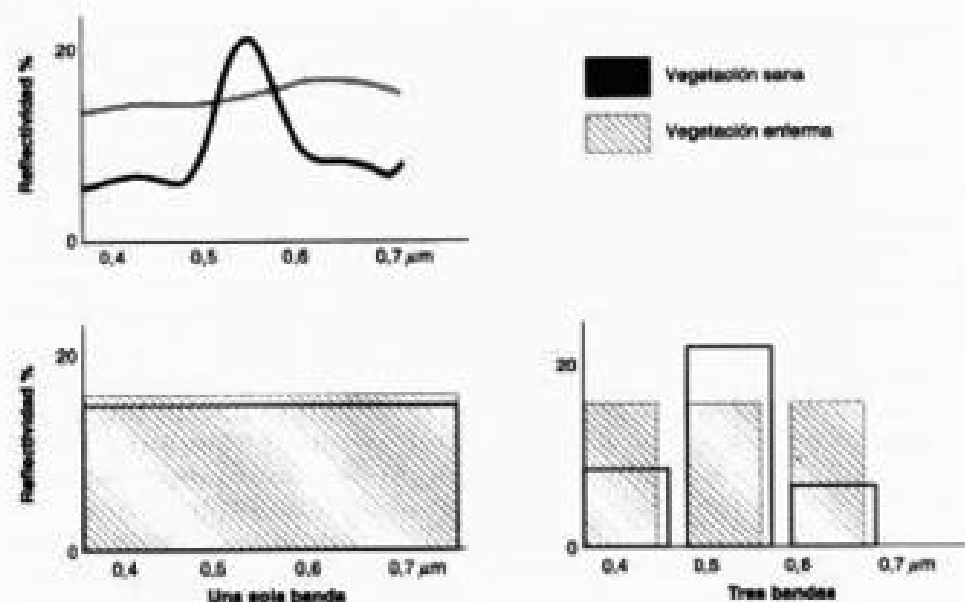 Reflectividad %
20
0
0,4 0,5 0,6 0,7 μm
Vegetación sana
Vegetación enferma
Reflectividad %
20
0
0,4 0,5 0,6 0,7 μm
Una sola banda
20
0
0,4 0,5 0,6 0,7 μm
Tres bandas